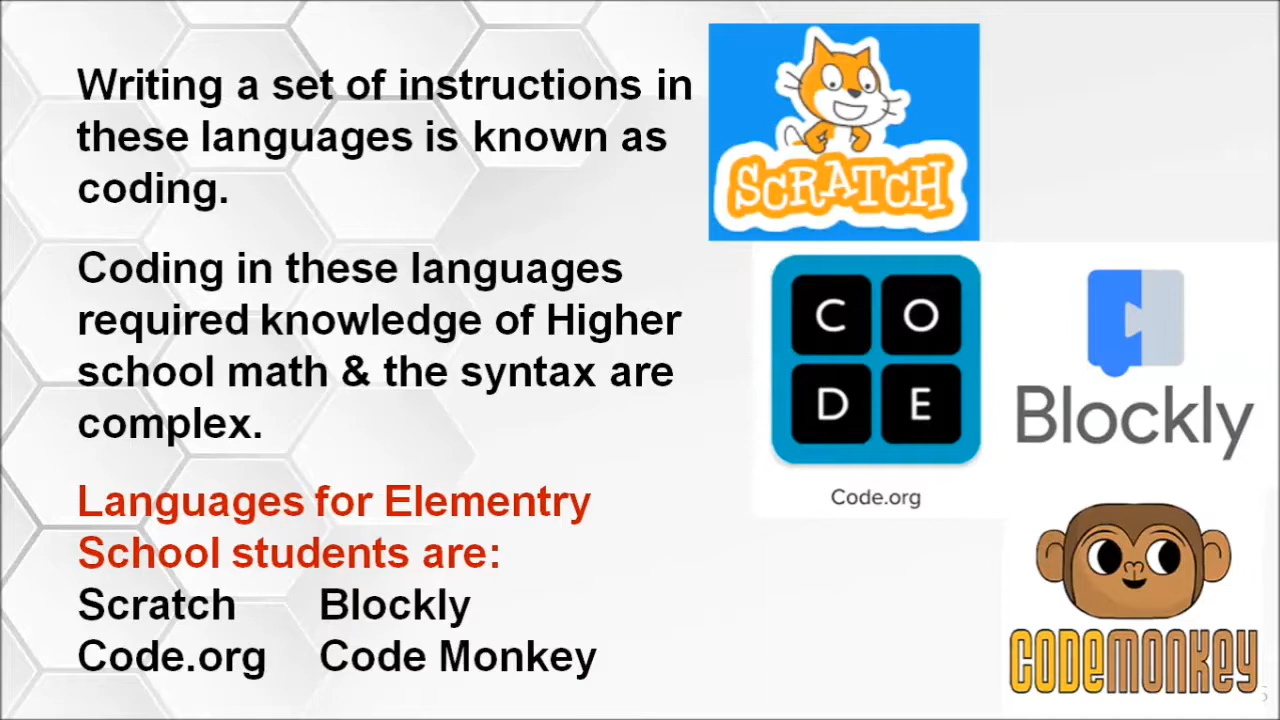 Writing a set of instructions in
these languages is known as
coding.
Coding in these languages
required knowledge of Higher
school math & the syntax are
complex.
Languages for Elementry
School students are:
Scratch Blockly
Code.org Code Monkey
SCRATCH
C O
D E
Code.org
Blockly
CODEMONKEY
5